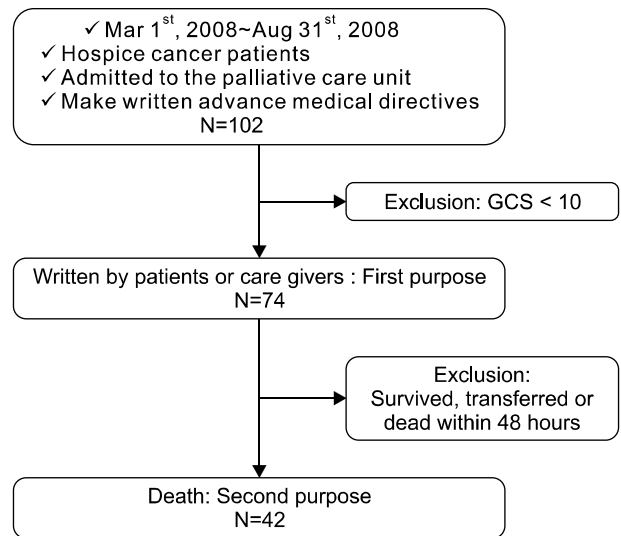 ✓ Mar 1st, 2008~Aug 31st, 2008
✓ Hospice cancer patients
✓ Admitted to the palliative care unit
✓ Make written advance medical directives
N=102
Exclusion: GCS < 10
Written by patients or care givers : First purpose
N=74
Exclusion:
Survived, transferred or
dead within 48 hours
Death: Second purpose
N=42